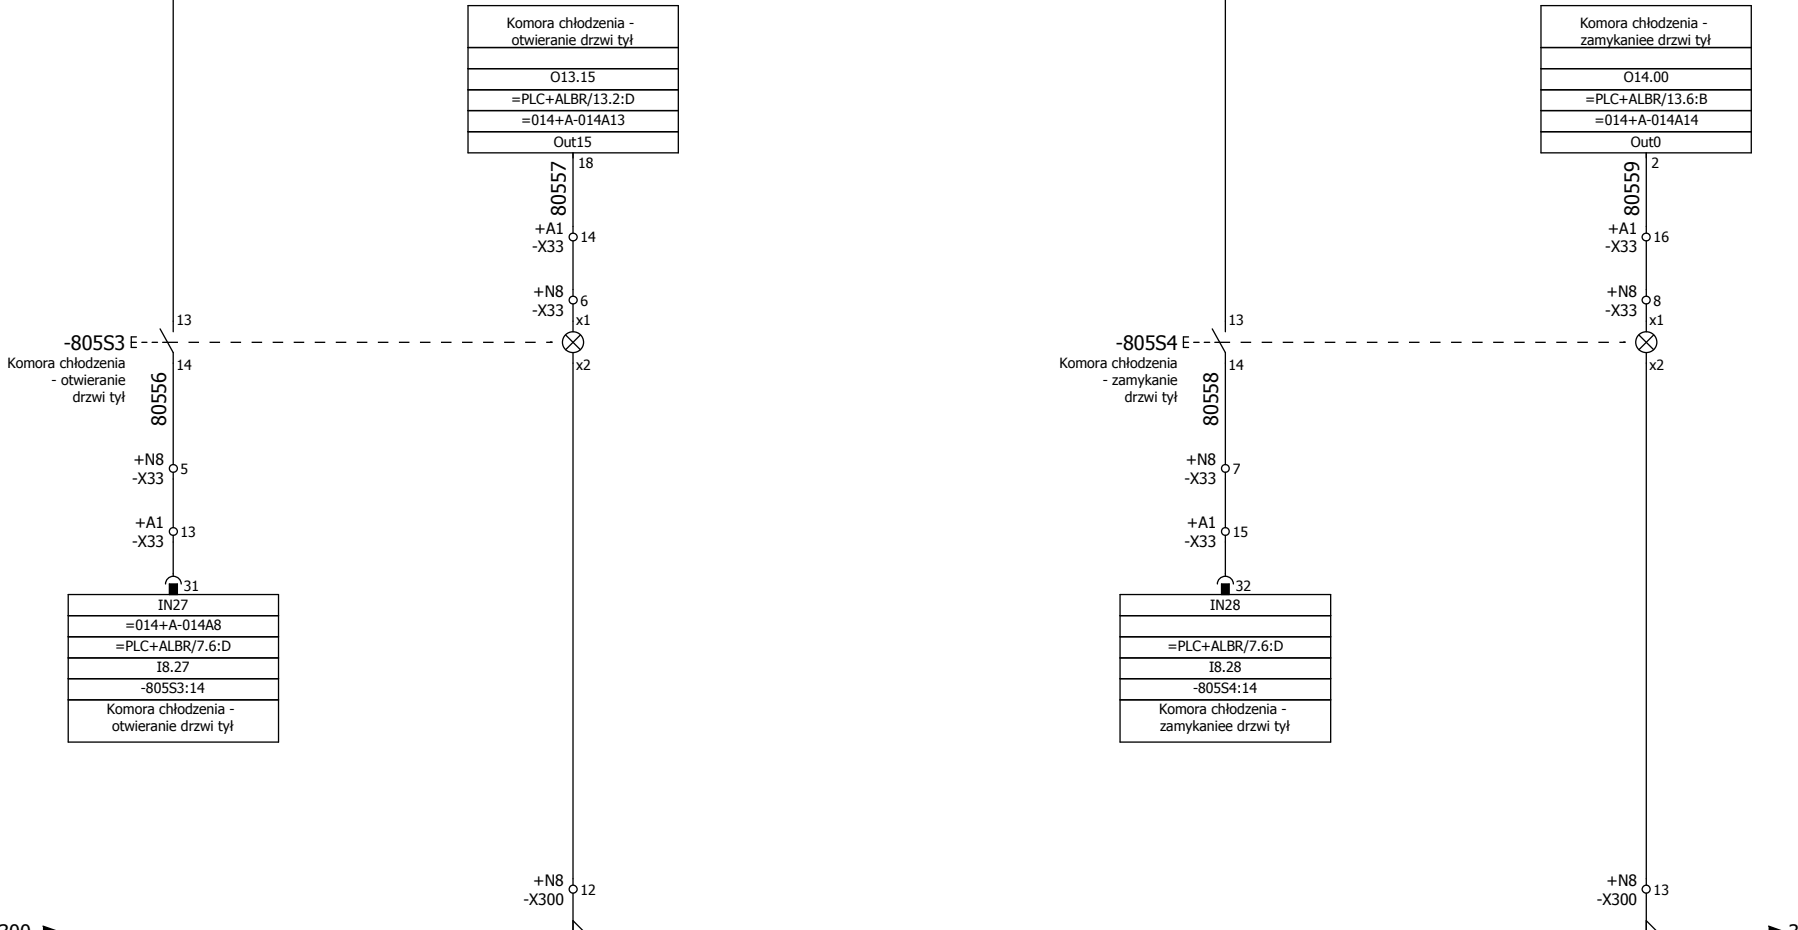 Komora chłodzenia -
otwieranie drzwi tył
O13.15
=PLC+ALBR/13.2:D
=014+A-014A13
Out15
18
80557
+A1
-X33
14
+N8
-X33
6
x1
x2
-805S3
13
14
Komora chłodzenia
- otwieranie
drzwi tył
80556
+N8
-X33
5
+A1
-X33
13
31
IN27
=014+A-014A8
=PLC+ALBR/7.6:D
I8.27
-805S3:14
Komora chłodzenia -
otwieranie drzwi tył
+N8
-X300
12
Komora chłodzenia -
zamykaniee drzwi tył
O14.00
=PLC+ALBR/13.6:B
=014+A-014A14
Out0
2
80559
+A1
-X33
16
+N8
-X33
8
x1
x2
-805S4
13
14
Komora chłodzenia
- zamykanie
drzwi tył
80558
+N8
-X33
7
+A1
-X33
15
32
IN28
=PLC+ALBR/7.6:D
I8.28
-805S4:14
Komora chłodzenia -
zamykaniee drzwi tył
+N8
-X300
13